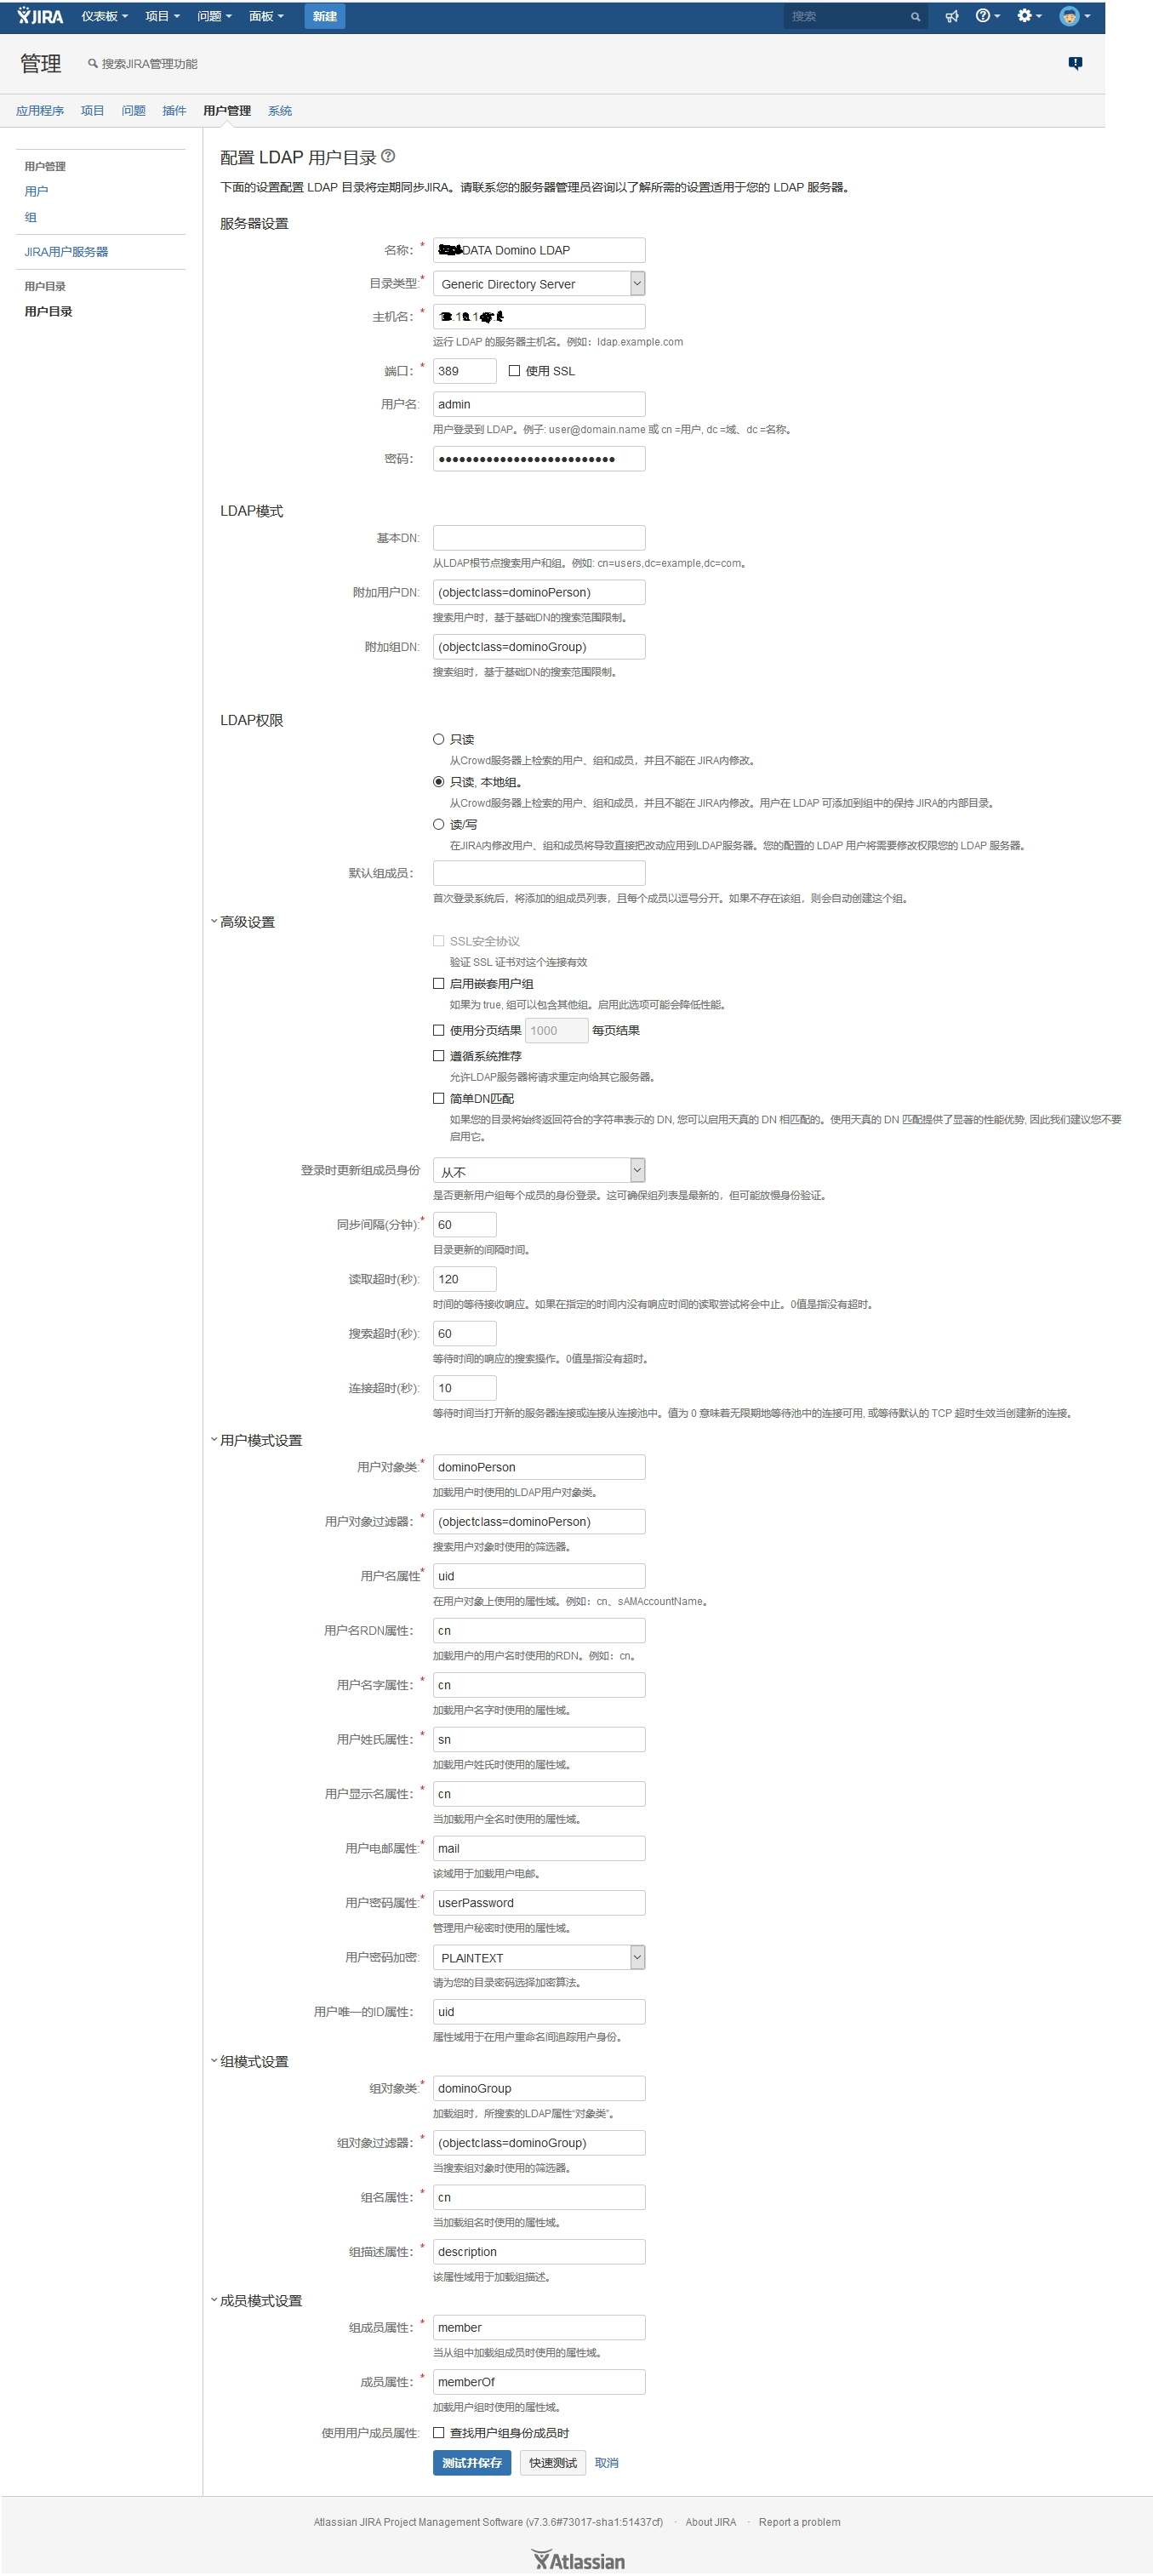 JIRA 仪表板 项目 问题 面板 新建 搜索
管理 搜索JIRA管理功能
应用程序 项目 问题 插件 用户管理 系统
用户管理
用户
组
JIRA用户服务器
用户目录
用户目录
配置 LDAP 用户目录
下面的设置配置 LDAP 目录将定期同步JIRA。请联系您的服务器管理员咨询以了解所需的设置适用于您的 LDAP 服务器。
服务器设置
名称：* DATA Domino LDAP
目录类型:* Generic Directory Server
主机名：*
运行 LDAP 的服务器主机名。例如：ldap.example.com
端口：* 389 使用 SSL
用户名: admin
用户登录到 LDAP。例子: user@domain.name 或 cn =用户, dc =域、dc =名称。
密码： ••••••••••••••••••••••••••
LDAP模式
基本DN:
从LDAP根节点搜索用户和组。例如: cn=users,dc=example,dc=com。
附加用户DN: (objectclass=dominoPerson)
搜索用户时，基于基础DN的搜索范围限制。
附加组DN: (objectclass=dominoGroup)
搜索组时，基于基础DN的搜索范围限制。
LDAP权限
只读
从Crowd服务器上检索的用户、组和成员，并且不能在 JIRA内修改。
只读, 本地组。
从Crowd服务器上检索的用户、组和成员，并且不能在 JIRA内修改。用户在 LDAP 可添加到组中的保持 JIRA的内部目录。
读/写
在JIRA内修改用户、组和成员将导致直接把改动应用到LDAP服务器。您的配置的 LDAP 用户将需要修改权限您的 LDAP 服务器。
默认组成员：
首次登录系统后，将添加的组成员列表，且每个成员以逗号分开。如果不存在该组，则会自动创建这个组。
高级设置
SSL安全协议
验证 SSL 证书对这个连接有效
启用嵌套用户组
如果为 true, 组可以包含其他组。启用此选项可能会降低性能。
使用分页结果 1000 每页结果
遵循系统推荐
允许LDAP服务器将请求重定向给其它服务器。
简单DN匹配
如果您的目录将始终返回符合的字符串表示的 DN, 您可以启用天真的 DN 相匹配的。使用天真的 DN 匹配提供了显著的性能优势, 因此我们建议您不要
启用它。
登录时更新组成员身份 从不
是否更新用户组每个成员的身份登录。这可确保组列表是最新的，但可能放慢身份验证。
同步间隔(分钟):* 60
目录更新的间隔时间。
读取超时(秒): 120
时间的等待接收响应。如果在指定的时间内没有响应时间的读取尝试将会中止。0值是指没有超时。
搜索超时(秒): 60
等待时间的响应的搜索操作。0值是指没有超时。
连接超时(秒): 10
等待时间当打开新的服务器连接或连接从连接池中。值为 0 意味着无限期地等待池中的连接可用, 或等待默认的 TCP 超时生效当创建新的连接。
用户模式设置
用户对象类:* dominoPerson
加载用户时使用的LDAP用户对象类。
用户对象过滤器：* (objectclass=dominoPerson)
搜索用户对象时使用的筛选器。
用户名属性* uid
在用户对象上使用的属性域。例如：cn、sAMAccountName。
用户名RDN属性： cn
加载用户的用户名时使用的RDN。例如：cn。
用户名字属性：* cn
加载用户名字时使用的属性域。
用户姓氏属性：* sn
加载用户姓氏时使用的属性域。
用户显示名属性：* cn
当加载用户全名时使用的属性域。
用户电邮属性:* mail
该域用于加载用户电邮。
用户密码属性:* userPassword
管理用户秘密时使用的属性域。
用户密码加密: PLAINTEXT
请为您的目录密码选择加密算法。
用户唯一的ID属性： uid
属性域用于在用户重命名间追踪用户身份。
组模式设置
组对象类:* dominoGroup
加载组时，所搜索的LDAP属性“对象类”。
组对象过滤器：* (objectclass=dominoGroup)
当搜索组对象时使用的筛选器。
组名属性：* cn
当加载组名时使用的属性域。
组描述属性：* description
该属性域用于加载组描述。
成员模式设置
组成员属性：* member
当从组中加载组成员时使用的属性域。
成员属性：* memberOf
加载用户组时使用的属性域。
使用用户成员属性: 查找用户组身份成员时
测试并保存 快速测试 取消
Atlassian JIRA Project Management Software (v7.3.6#73017-sha1:51437cf) · About JIRA · Report a problem
Atlassian